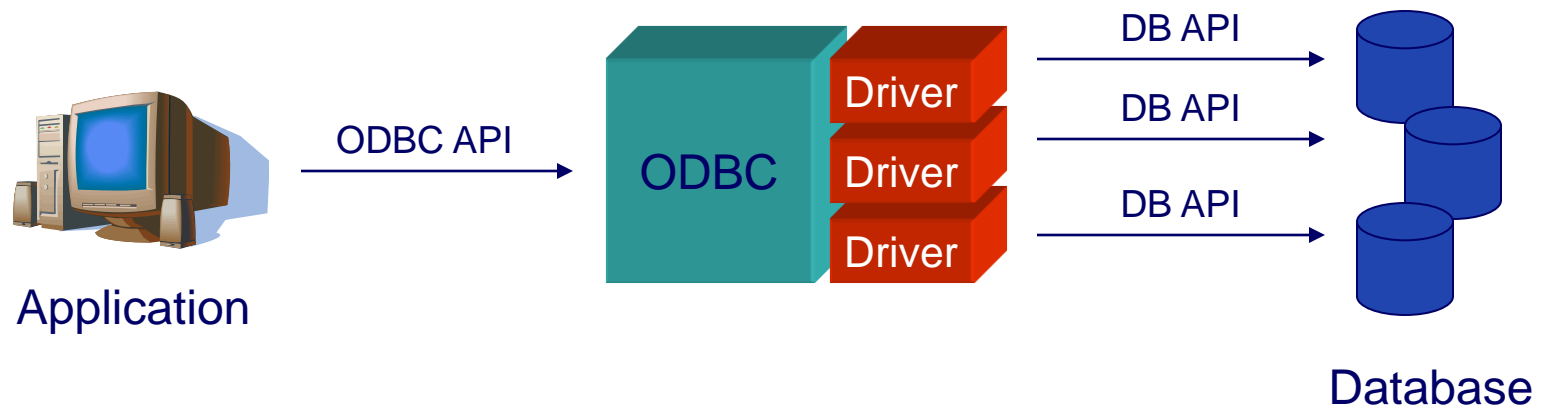 ODBC API
Application
ODBC
Driver
Driver
Driver
DB API
DB API
DB API
Database